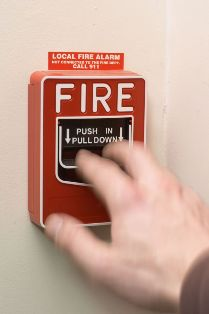 LOCAL FIRE ALARM
NOT CONNECTED TO THE FIRE DEPT.
CALL 911
FIRE
PUSH IN
PULL DOWN